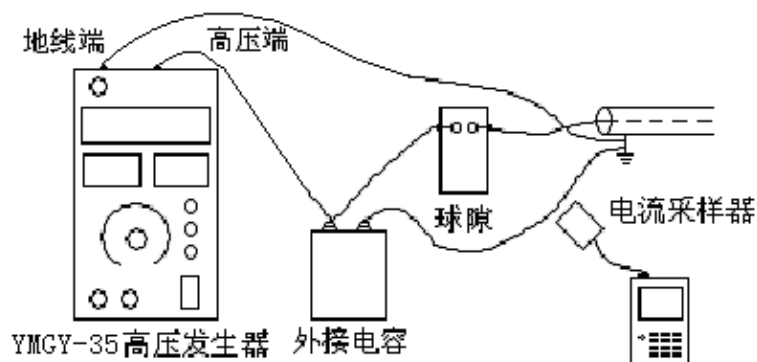 地线端
高压端
球隙
电流采样器
YMGY-35高压发生器
外接电容